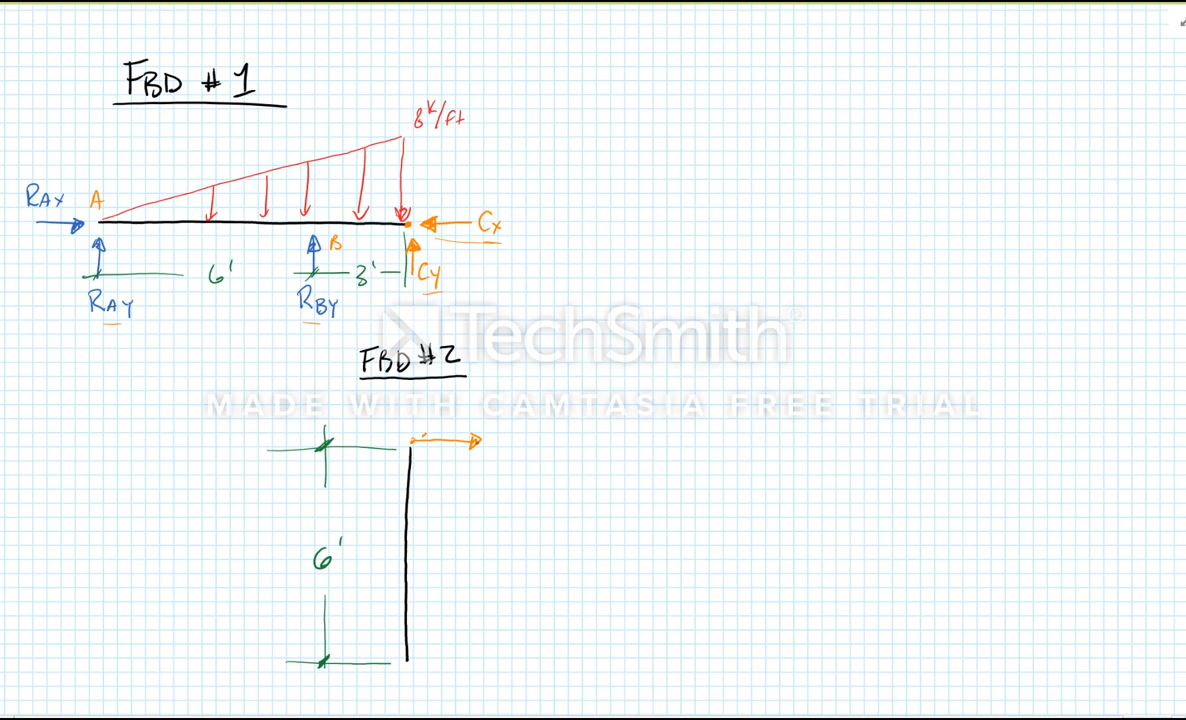 FBD #1
8 K/ft
RAX A
CX
B
6' 3' CY
RAY RBY
TechSmith®
FBD #2
MADE WITH CAMTASIA FREE TRIAL
6'